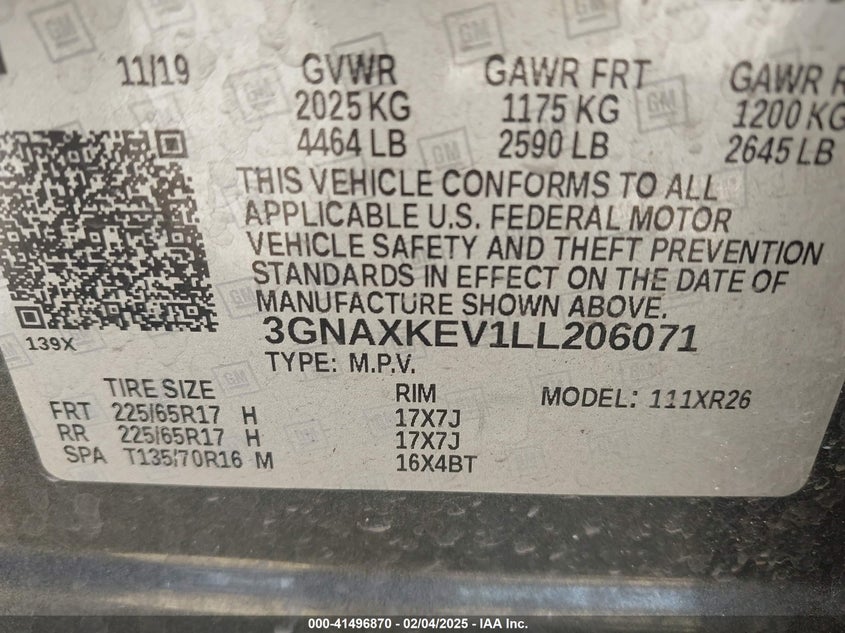 11/19 GVWR GAWR FRT GAWR R
2025 KG 1175 KG 1200 KG
4464 LB 2590 LB 2645 LB
THIS VEHICLE CONFORMS TO ALL
APPLICABLE U.S. FEDERAL MOTOR
VEHICLE SAFETY AND THEFT PREVENTION
STANDARDS IN EFFECT ON THE DATE OF
MANUFACTURE SHOWN ABOVE.
139X 3GNAXKEV1LL206071
TYPE: M.P.V.
TIRE SIZE RIM MODEL: 111XR26
FRT 225/65R17 H 17X7J
RR 225/65R17 H 17X7J
SPA T135/70R16 M 16X4BT
000-41496870 - 02/04/2025 - IAA Inc.